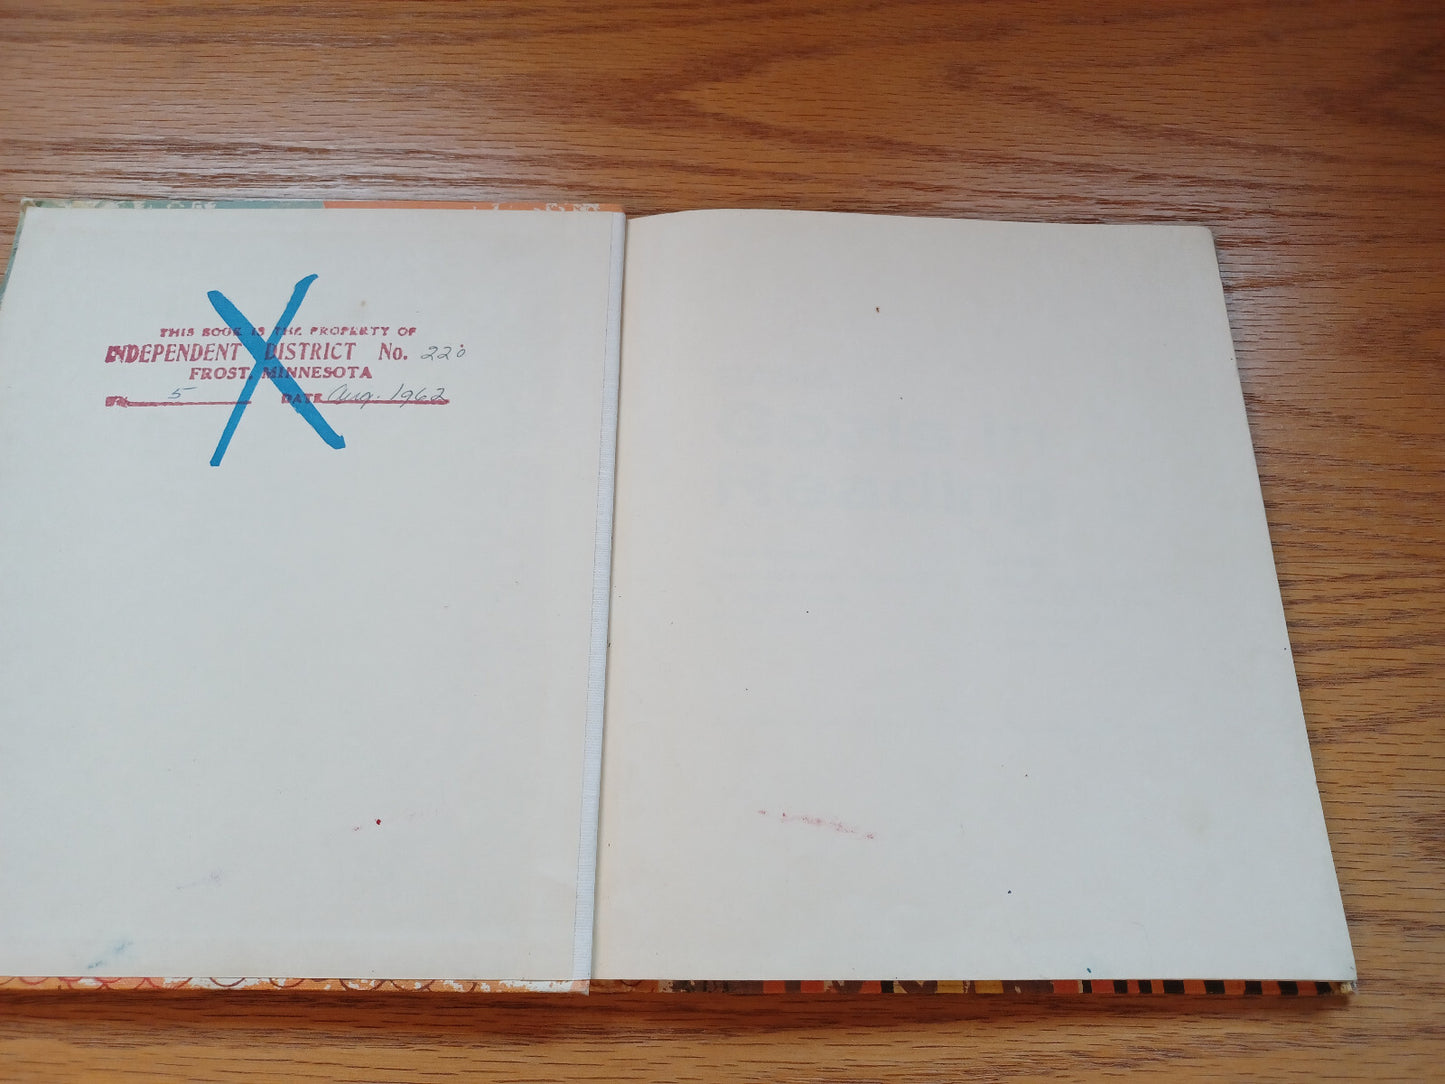 THIS BOOK IS THE PROPERTY OF
INDEPENDENT DISTRICT No. 220
FROST, MINNESOTA
5 DATE Aug. 1962